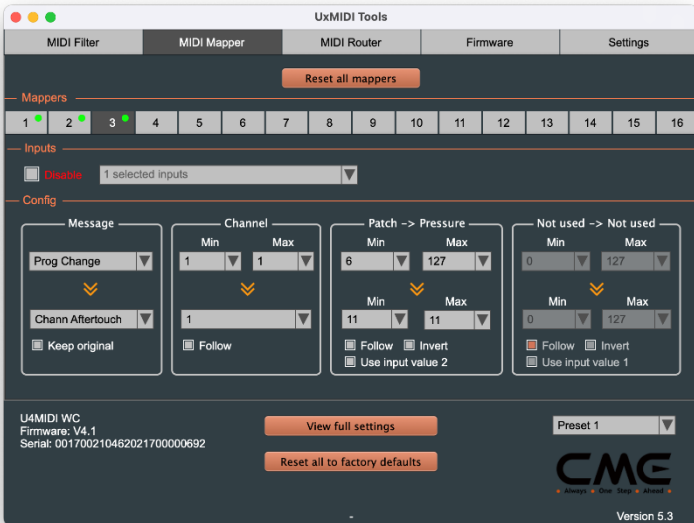 UxMIDI Tools
MIDI Filter MIDI Mapper MIDI Router Firmware Settings
Reset all mappers
Mappers
1 2 3 4 5 6 7 8 9 10 11 12 13 14 15 16
Inputs
Disable 1 selected inputs
Config
Message Channel Patch -> Pressure Not used -> Not used
Min Max Min Max Min Max
Prog Change 1 1 6 127 0 127
Min Max Min Max
Chann Aftertouch 1 11 11 0 127
Keep original Follow Follow Invert Follow Invert
Use input value 2 Use input value 1
U4MIDI WC
Firmware: V4.1
Serial: 001700210462021700000692
View full settings
Preset 1
Reset all to factory defaults
CME
Always One Step Ahead
-
Version 5.3